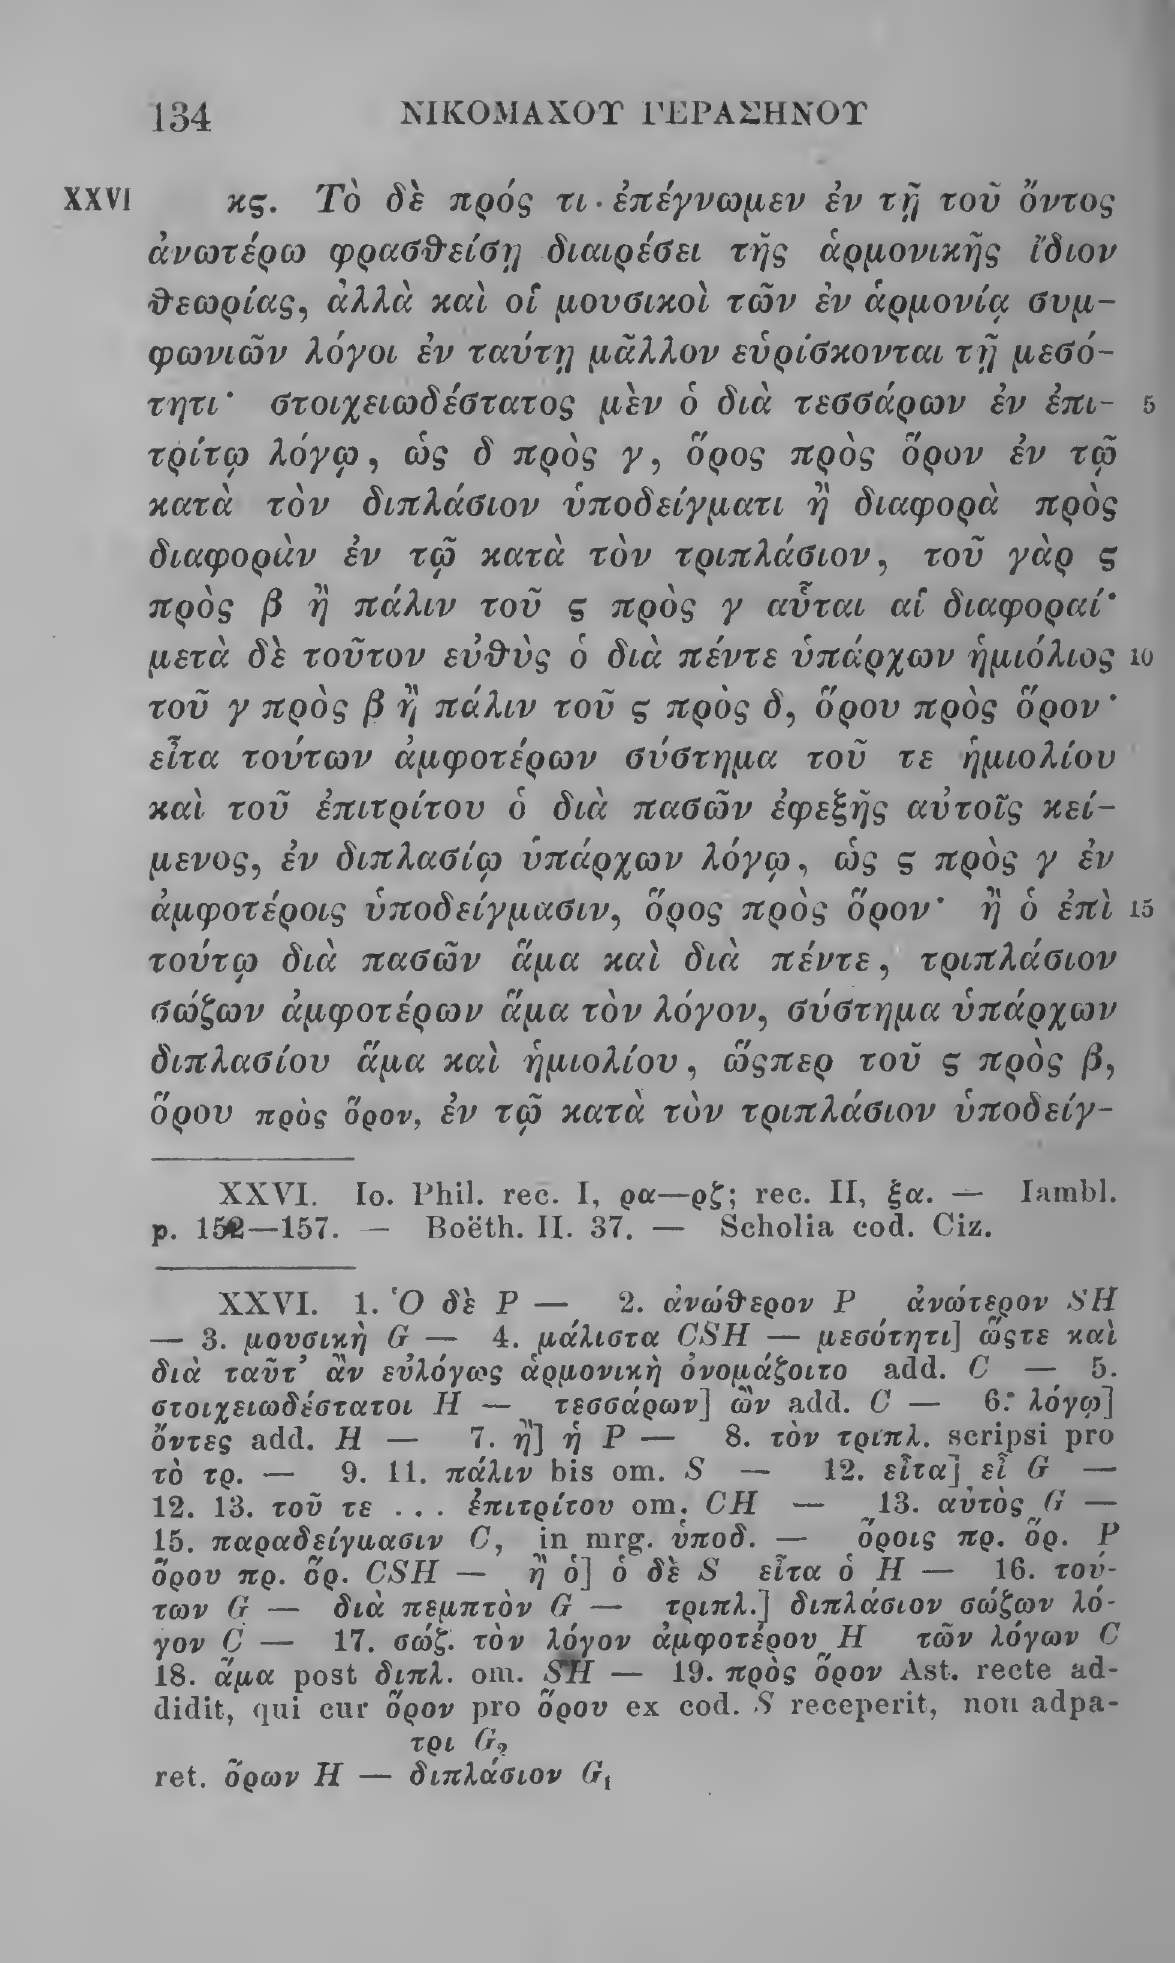 134 ΝΙΚΟΜΑΧΟΥ ΓΕΡΑΣΗΝΟΥ
XXVI κϛ. Τὸ δὲ πρός τι· ἐπέγνωμεν ἐν τῇ τοῦ ὄντος
ἀνωτέρω φρασθείσῃ διαιρέσει τῆς ἁρμονικῆς ἴδιον
θεωρίας, ἀλλὰ καὶ οἱ μουσικοὶ τῶν ἐν ἁρμονίᾳ συμ-
φωνιῶν λόγοι ἐν ταύτῃ μᾶλλον εὑρίσκονται τῇ μεσό-
τητι· στοιχειωδέστατος μὲν ὁ διὰ τεσσάρων ἐν ἐπι- 5
τρίτῳ λόγῳ, ὡς δ πρὸς γ, ὅρος πρὸς ὅρον ἐν τῷ
κατὰ τὸν διπλάσιον ὑποδείγματι ἢ διαφορὰ πρὸς
διαφορὰν ἐν τῷ κατὰ τὸν τριπλάσιον, τοῦ γὰρ ϛ
πρὸς β ἢ πάλιν τοῦ ϛ πρὸς γ αὗται αἱ διαφοραί·
μετὰ δὲ τοῦτον εὐθὺς ὁ διὰ πέντε ὑπάρχων ἡμιόλιος 10
τοῦ γ πρὸς β ἢ πάλιν τοῦ ϛ πρὸς δ, ὅρου πρὸς ὅρον·
εἶτα τούτων ἀμφοτέρων σύστημα τοῦ τε ἡμιολίου
καὶ τοῦ ἐπιτρίτου ὁ διὰ πασῶν ἐφεξῆς αὐτοῖς κεί-
μενος, ἐν διπλασίῳ ὑπάρχων λόγῳ, ὡς ϛ πρὸς γ ἐν
ἀμφοτέροις ὑποδείγμασιν, ὅρος πρὸς ὅρον· ἢ ὁ ἐπὶ 15
τούτῳ διὰ πασῶν ἅμα καὶ διὰ πέντε, τριπλάσιον
σώζων ἀμφοτέρων ἅμα τὸν λόγον, σύστημα ὑπάρχων
διπλασίου ἅμα καὶ ἡμιολίου, ὥςπερ τοῦ ϛ πρὸς β,
ὅρου πρὸς ὅρον, ἐν τῷ κατὰ τὸν τριπλάσιον ὑποδείγ-
XXVI. Io. Phil. rec. I, ρα—ρζ; rec. II, ξα. — Iambl.
p. 152—157. — Boëth. II. 37. — Scholia cod. Ciz.
XXVI. 1. Ὁ δὲ P — 2. ἀνώθερον P ἀνώτερον SH
— 3. μουσικὴ G — 4. μάλιστα CSH — μεσότητι] ὥςτε καὶ
διὰ ταῦτ’ ἂν εὐλόγως ἁρμονικὴ ὀνομάζοιτο add. C — 5.
στοιχειωδέστατοι H — τεσσάρων] ὢν add. C — 6. λόγῳ]
ὄντες add. H — 7. ἢ] ἡ P — 8. τὸν τριπλ. scripsi pro
τὸ τρ. — 9. 11. πάλιν bis om. S — 12. εἶτα] εἶ G —
12. 13. τοῦ τε ... ἐπιτρίτου om. CH — 13. αὐτὸς G —
15. παραδείγμασιν C, in mrg. ὑποδ. — ὅροις πρ. ὅρ. P
ὅρου πρ. ὅρ. CSH — ἢ ὁ] ὁ δὲ S εἶτα ὁ H — 16. τού-
των G — διὰ πεμπτὸν G — τριπλ.] διπλάσιον σώζων λό-
γον C — 17. σώζ. τὸν λόγον ἀμφοτέρου H τῶν λόγων C
18. ἅμα post διπλ. om. SH — 19. πρὸς ὅρον Ast. recte ad-
didit, qui cur ὅρον pro ὅρου ex cod. S receperit, non adpa-
τρι G₂
ret. ὅρων H — διπλάσιον G₁